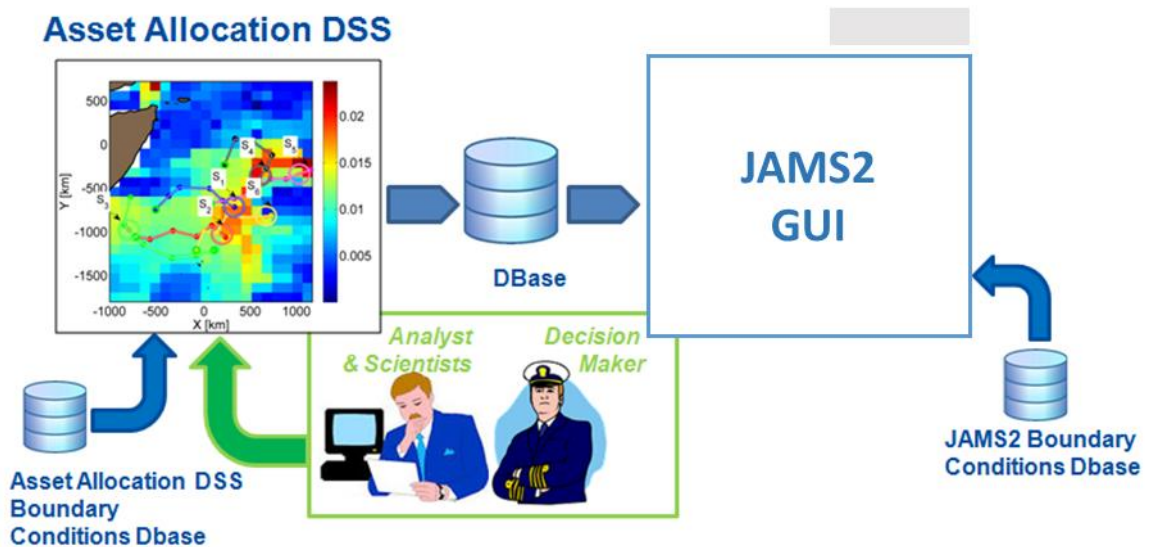 Asset Allocation DSS
500
0
-500
-1000
-1500
Y [km]
-1000 -500 0 500 1000
X [km]
0.02
0.015
0.01
0.005
S4
S5
S1
S6
S2
S3
DBase
JAMS2
GUI
Analyst
& Scientists
Decision
Maker
Asset Allocation DSS
Boundary
Conditions Dbase
JAMS2 Boundary
Conditions Dbase